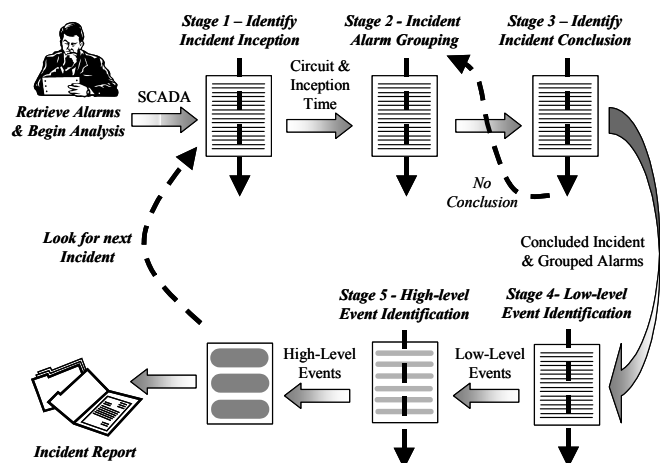 Stage 1 – Identify
Incident Inception
Stage 2 - Incident
Alarm Grouping
Stage 3 – Identify
Incident Conclusion
Retrieve Alarms
& Begin Analysis
SCADA
Circuit &
Inception
Time
No
Conclusion
Look for next
Incident
Concluded Incident
& Grouped Alarms
Stage 5 - High-level
Event Identification
Stage 4- Low-level
Event Identification
High-Level
Events
Low-Level
Events
Incident Report